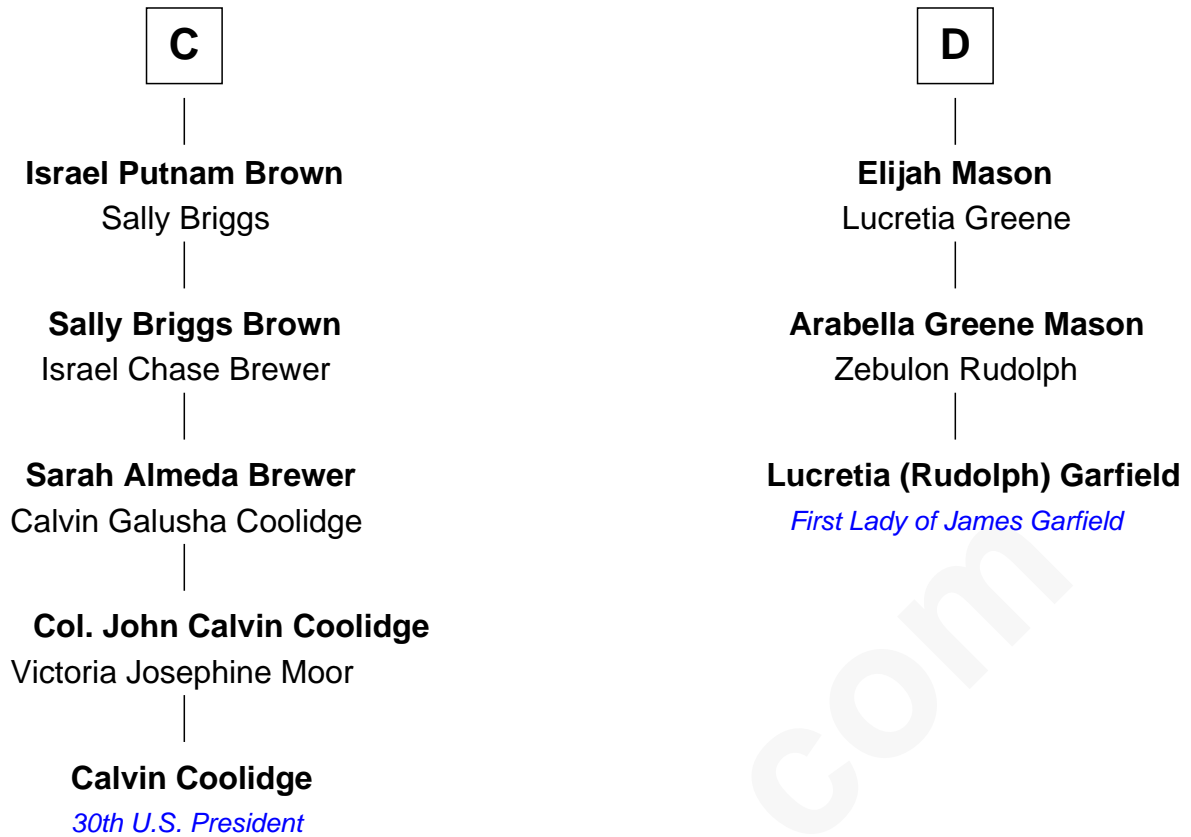 C
Israel Putnam Brown
Sally Briggs
Sally Briggs Brown
Israel Chase Brewer
Sarah Almeda Brewer
Calvin Galusha Coolidge
Col. John Calvin Coolidge
Victoria Josephine Moor
Calvin Coolidge
30th U.S. President
D
Elijah Mason
Lucretia Greene
Arabella Greene Mason
Zebulon Rudolph
Lucretia (Rudolph) Garfield
First Lady of James Garfield
com